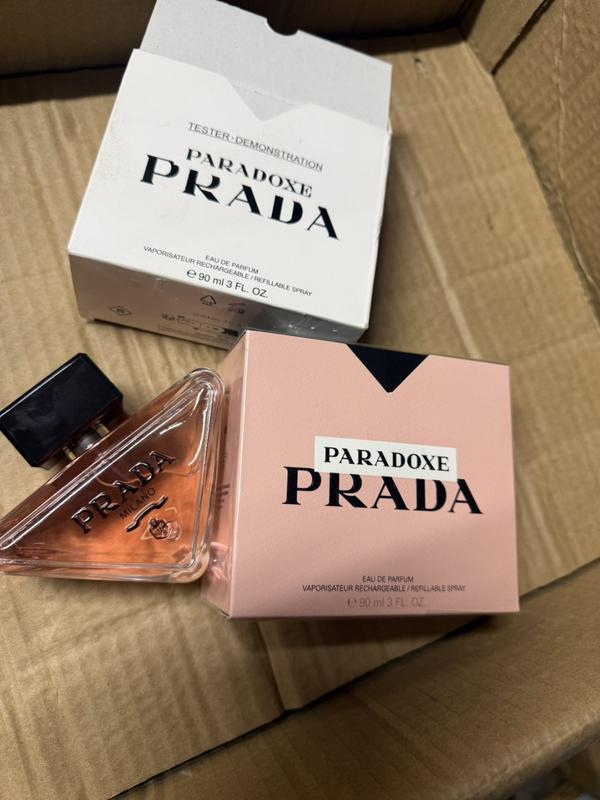 TESTER·DEMONSTRATION
PARADOXE
PRADA
EAU DE PARFUM
VAPORISATEUR RECHARGEABLE / REFILLABLE SPRAY
℮ 90 ml 3 FL. OZ.
PRADA
MILANO
PARADOXE
PRADA
EAU DE PARFUM
VAPORISATEUR RECHARGEABLE / REFILLABLE SPRAY
℮ 90 ml 3 FL. OZ.